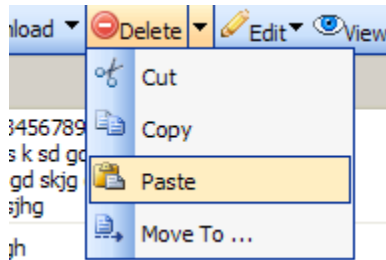 nload Delete Edit View
Cut
3456789
Copy
s k sd gd
gd skjg
Paste
sjhg
Move To ...
gh